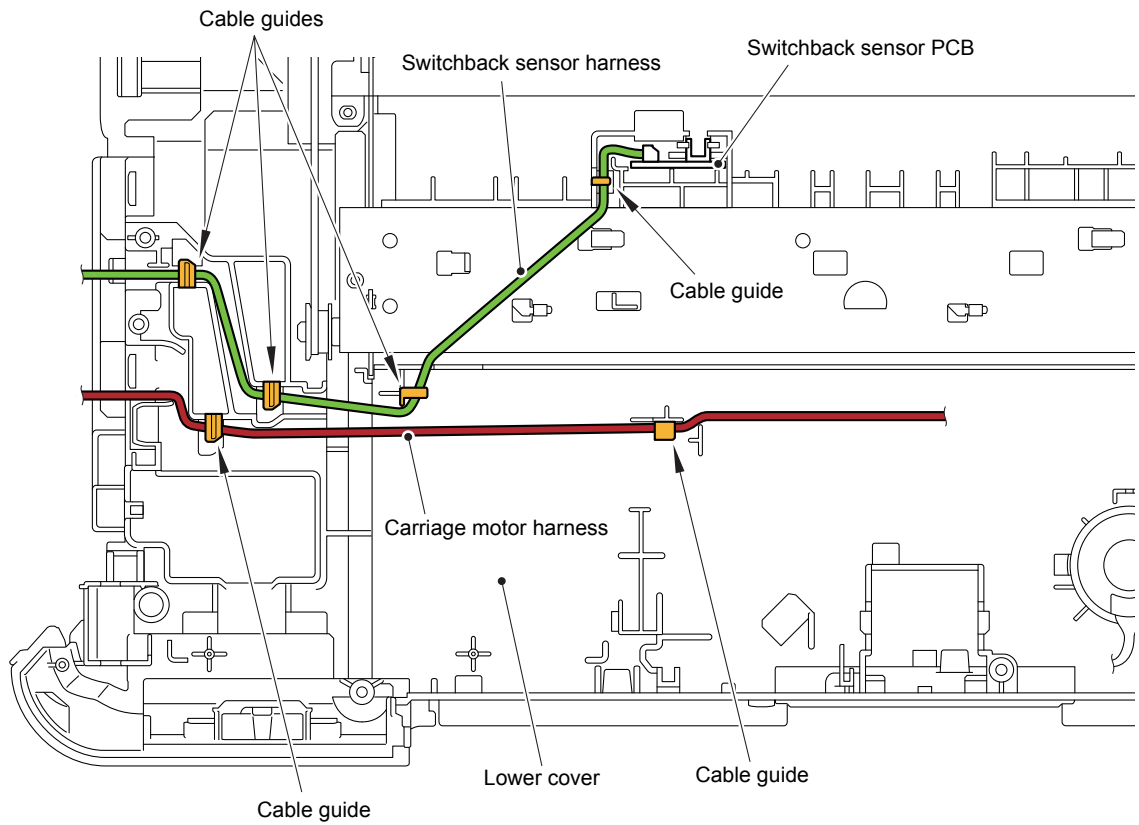 Cable guides
Switchback sensor harness
Switchback sensor PCB
Cable guide
Carriage motor harness
Lower cover
Cable guide
Cable guide